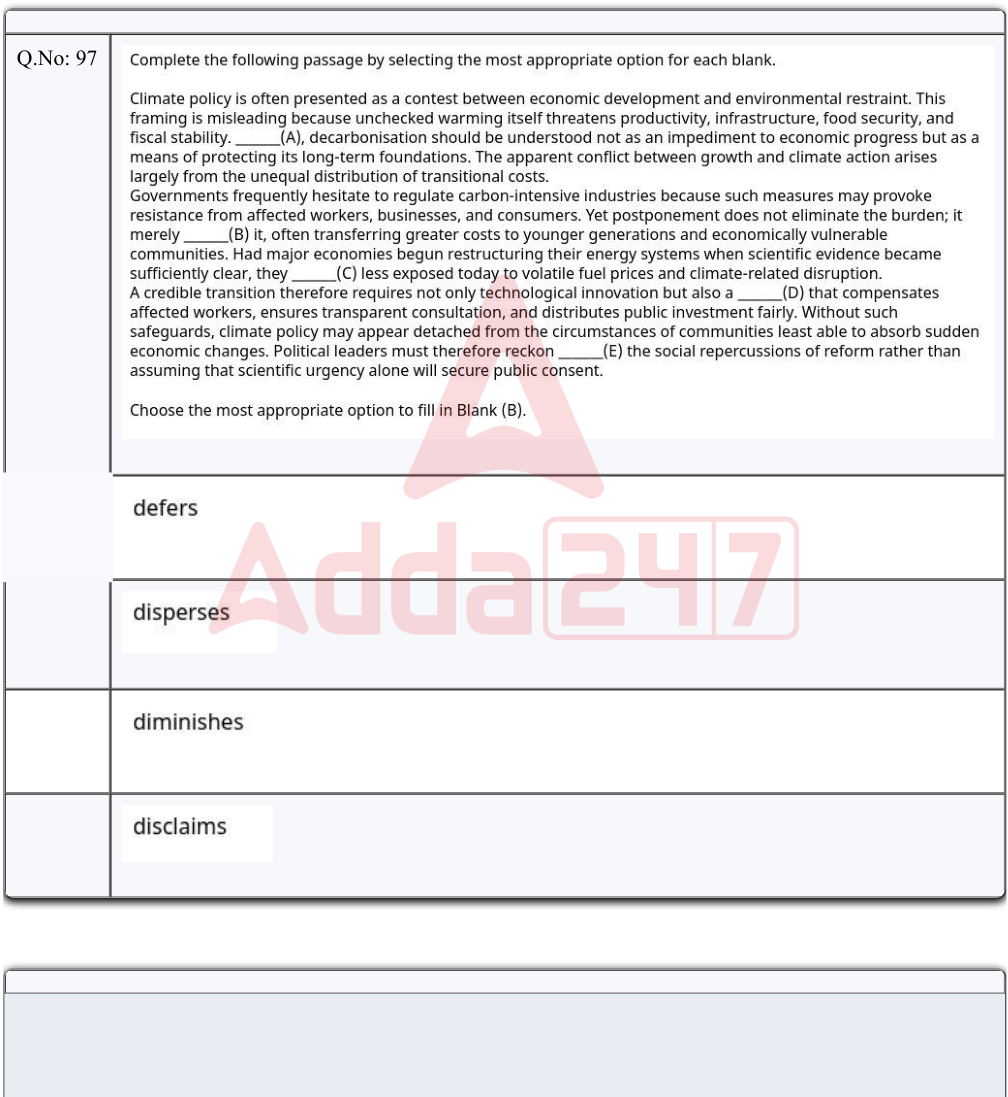 Q.No: 97
Complete the following passage by selecting the most appropriate option for each blank.
Climate policy is often presented as a contest between economic development and environmental restraint. This
framing is misleading because unchecked warming itself threatens productivity, infrastructure, food security, and
fiscal stability. ______(A), decarbonisation should be understood not as an impediment to economic progress but as a
means of protecting its long-term foundations. The apparent conflict between growth and climate action arises
largely from the unequal distribution of transitional costs.
Governments frequently hesitate to regulate carbon-intensive industries because such measures may provoke
resistance from affected workers, businesses, and consumers. Yet postponement does not eliminate the burden; it
merely ______(B) it, often transferring greater costs to younger generations and economically vulnerable
communities. Had major economies begun restructuring their energy systems when scientific evidence became
sufficiently clear, they ______(C) less exposed today to volatile fuel prices and climate-related disruption.
A credible transition therefore requires not only technological innovation but also a ______(D) that compensates
affected workers, ensures transparent consultation, and distributes public investment fairly. Without such
safeguards, climate policy may appear detached from the circumstances of communities least able to absorb sudden
economic changes. Political leaders must therefore reckon ______(E) the social repercussions of reform rather than
assuming that scientific urgency alone will secure public consent.
Choose the most appropriate option to fill in Blank (B).
defers
Adda247
disperses
diminishes
disclaims